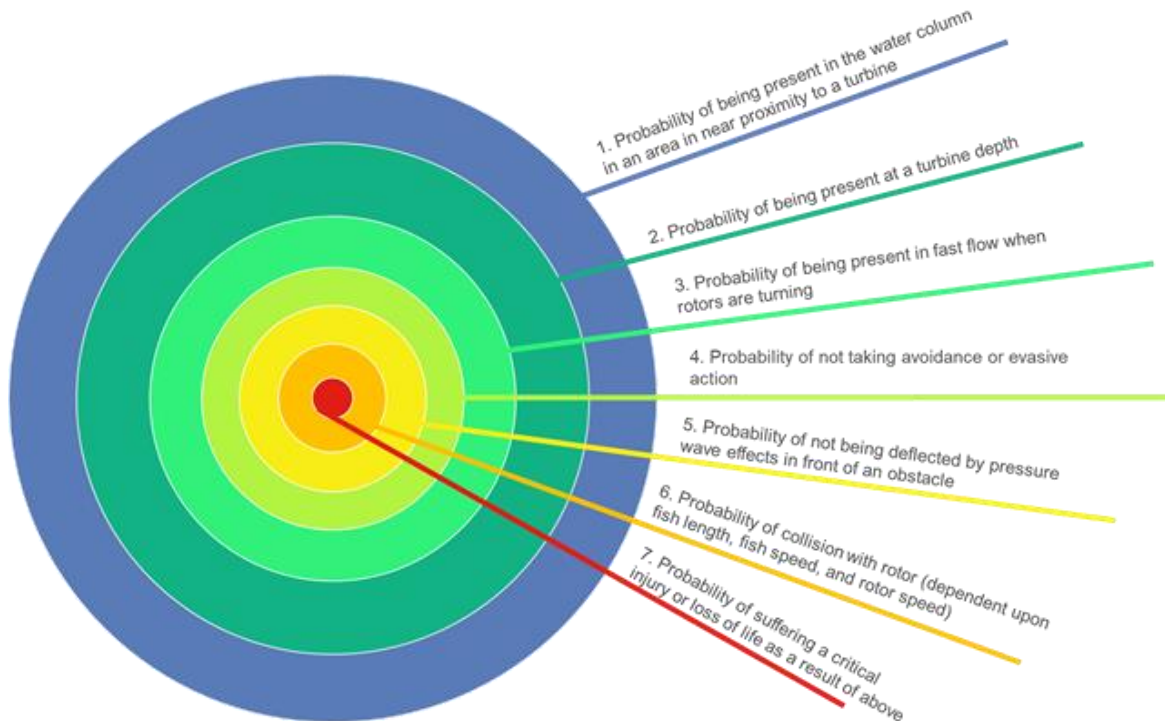 1. Probability of being present in the water column
in an area in near proximity to a turbine
2. Probability of being present at a turbine depth
3. Probability of being present in fast flow when
rotors are turning
4. Probability of not taking avoidance or evasive
action
5. Probability of not being deflected by pressure
wave effects in front of an obstacle
6. Probability of collision with rotor (dependent upon
fish length, fish speed, and rotor speed)
7. Probability of suffering a critical
injury or loss of life as a result of above